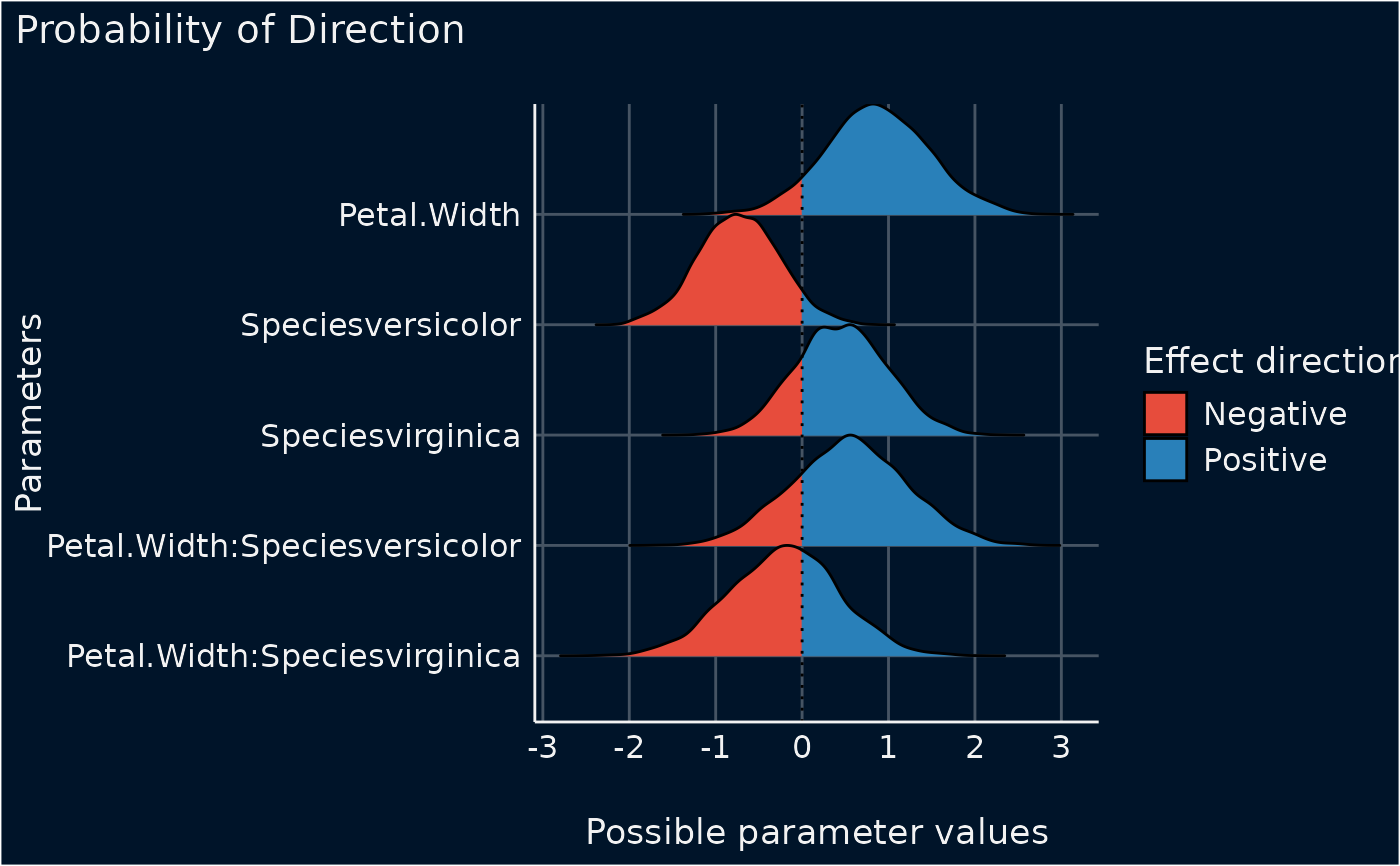 Probability of Direction
Parameters
Petal.Width
Speciesversicolor
Speciesvirginica
Petal.Width:Speciesversicolor
Petal.Width:Speciesvirginica
-3 -2 -1 0 1 2 3
Possible parameter values
Effect direction
Negative
Positive